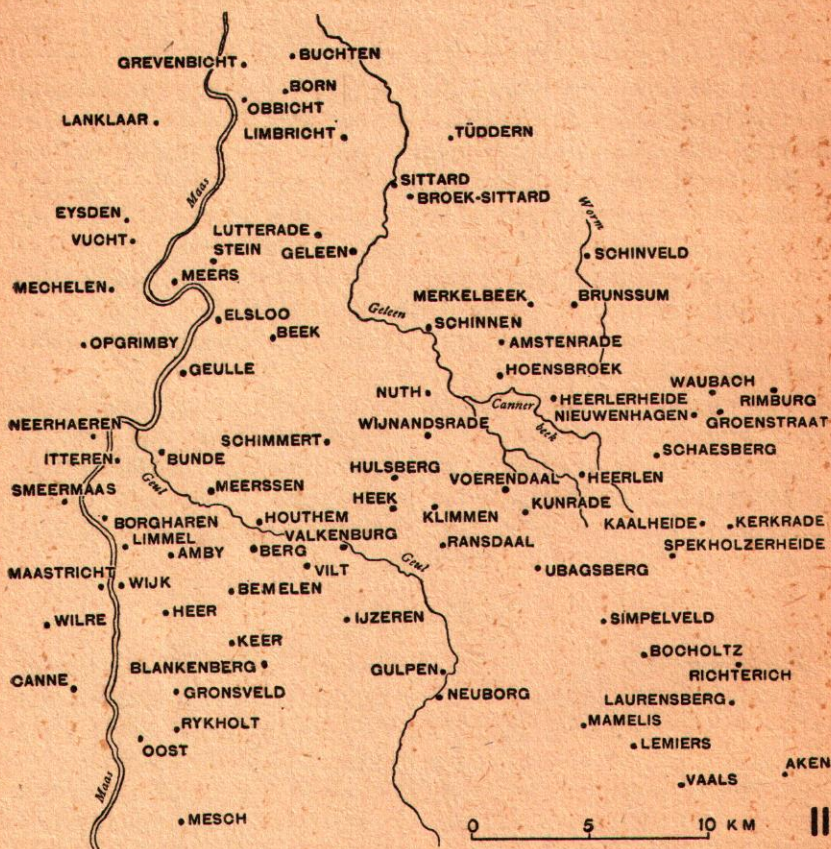 GREVENBICHT
BUCHTEN
BORN
OBBICHT
LANKLAAR
LIMBRICHT
TÜDDERN
Maas
SITTARD
BROEK-SITTARD
Worm
EYSDEN
VUCHT
LUTTERADE
STEIN
GELEEN
SCHINVELD
MECHELEN
MEERS
MERKELBEEK
BRUNSSUM
Geleen
ELSLOO
BEEK
SCHINNEN
OPGRIMBY
AMSTENRADE
GEULLE
HOENSBROEK
NUTH
WAUBACH
HEERLERHEIDE
RIMBURG
Canner
beek
NIEUWENHAGEN
GROENSTRAAT
NEERHAEREN
WIJNANDSRADE
SCHIMMERT
ITTEREN
BUNDE
SCHAESBERG
Geul
HULSBERG
VOERENDAAL
HEERLEN
SMEERMAAS
MEERSSEN
HEEK
KLIMMEN
KUNRADE
BORGHAREN
HOUTHEM
KAALHEIDE
KERKRADE
LIMMEL
VALKENBURG
AMBY
BERG
RANSDAAL
SPEKHOLZERHEIDE
Geul
MAASTRICHT
WIJK
VILT
UBAGSBERG
BEMELEN
HEER
IJZEREN
SIMPELVELD
WILRE
KEER
BOCHOLTZ
BLANKENBERG
GULPEN
RICHTERICH
CANNE
GRONSVELD
NEUBORG
LAURENSBERG
RYKHOLT
MAMELIS
OOST
LEMIERS
AKEN
VAALS
Maas
MESCH
0 5 10 KM
II